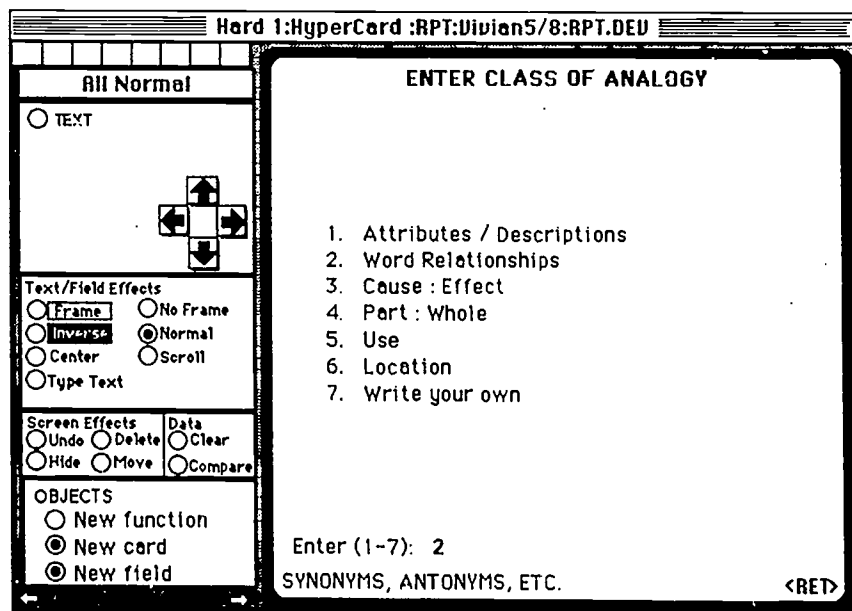 Hard 1:HyperCard :RPT:Vivian5/8:RPT.DEV
All Normal
TEXT
Text/Field Effects
Frame No Frame
Inverse Normal
Center Scroll
Type Text
Screen Effects
Undo Delete
Hide Move
Data
Clear
Compare
OBJECTS
New function
New card
New field
ENTER CLASS OF ANALOGY
1. Attributes / Descriptions
2. Word Relationships
3. Cause : Effect
4. Part : Whole
5. Use
6. Location
7. Write your own
Enter (1-7): 2
SYNONYMS, ANTONYMS, ETC. <RET>